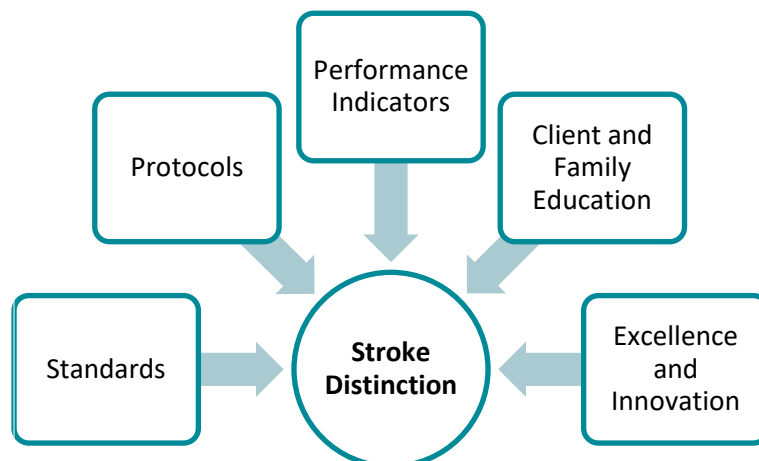 Performance
Indicators
Protocols
Client and
Family
Education
Standards
Stroke
Distinction
Excellence
and
Innovation